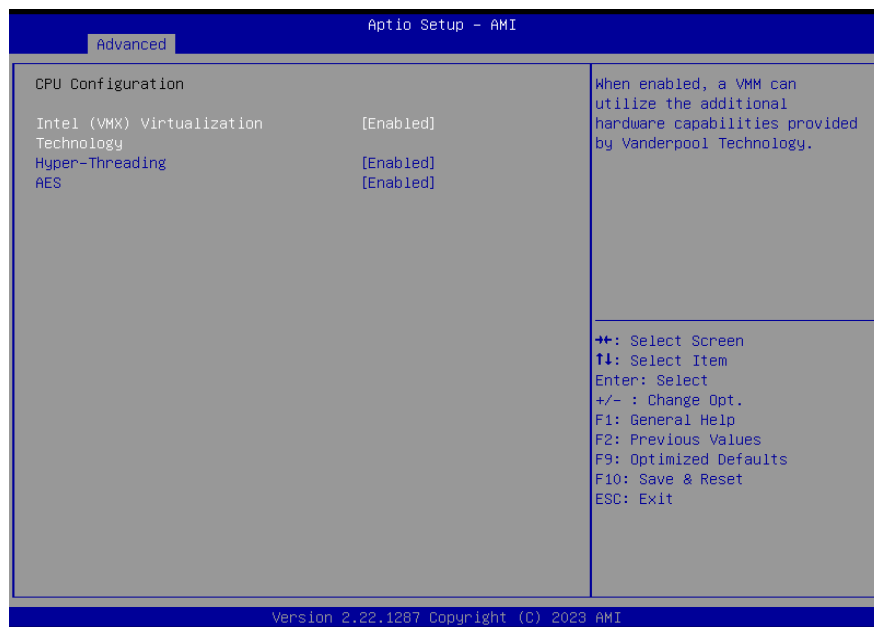 Aptio Setup – AMI
Advanced
CPU Configuration
Intel (VMX) Virtualization [Enabled]
Technology
Hyper-Threading [Enabled]
AES [Enabled]
When enabled, a VMM can
utilize the additional
hardware capabilities provided
by Vanderpool Technology.
→←: Select Screen
↑↓: Select Item
Enter: Select
+/- : Change Opt.
F1: General Help
F2: Previous Values
F9: Optimized Defaults
F10: Save & Reset
ESC: Exit
Version 2.22.1287 Copyright (C) 2023 AMI